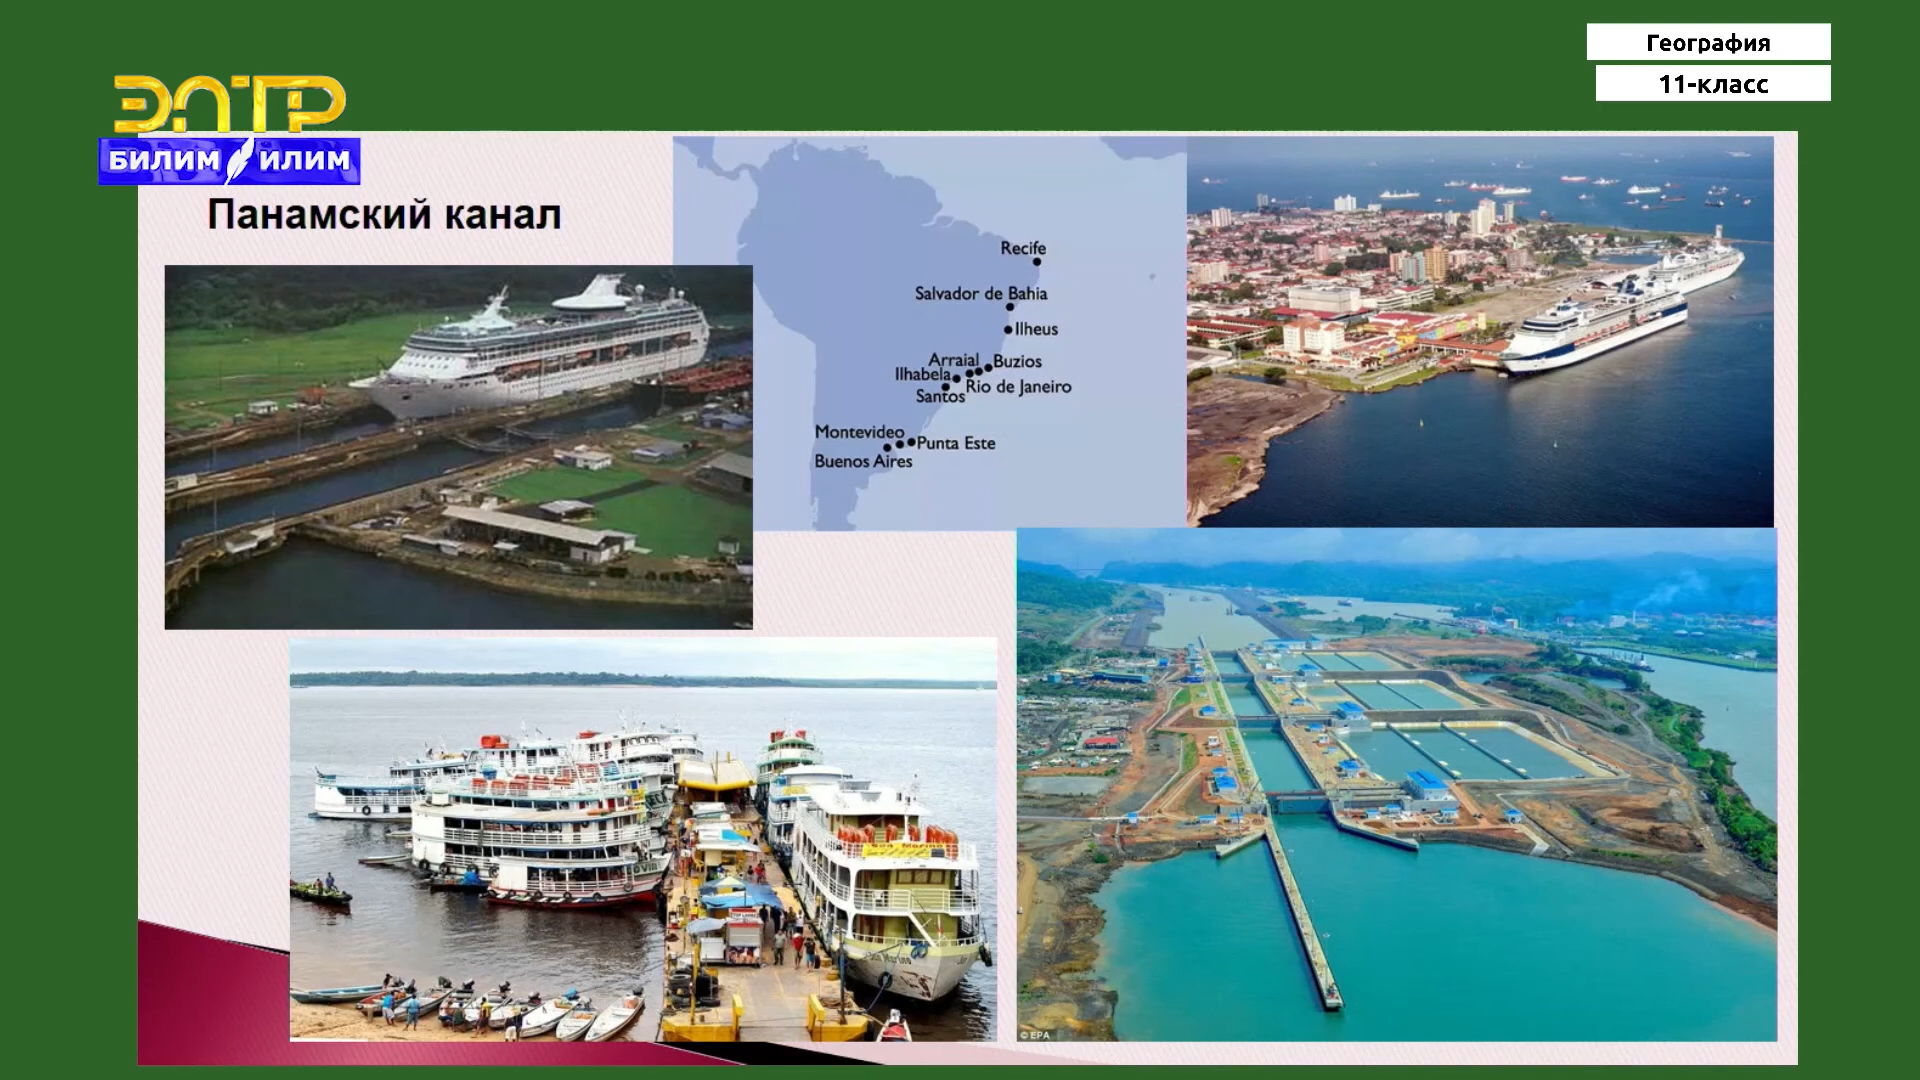 География
11-класс
ЭЛТР
БИЛИМ ИЛИМ
Панамский канал
Recife
Salvador de Bahia
Ilheus
Arraial
Buzios
Ilhabela
Rio de Janeiro
Santos
Montevideo
Punta Este
Buenos Aires
© EPA